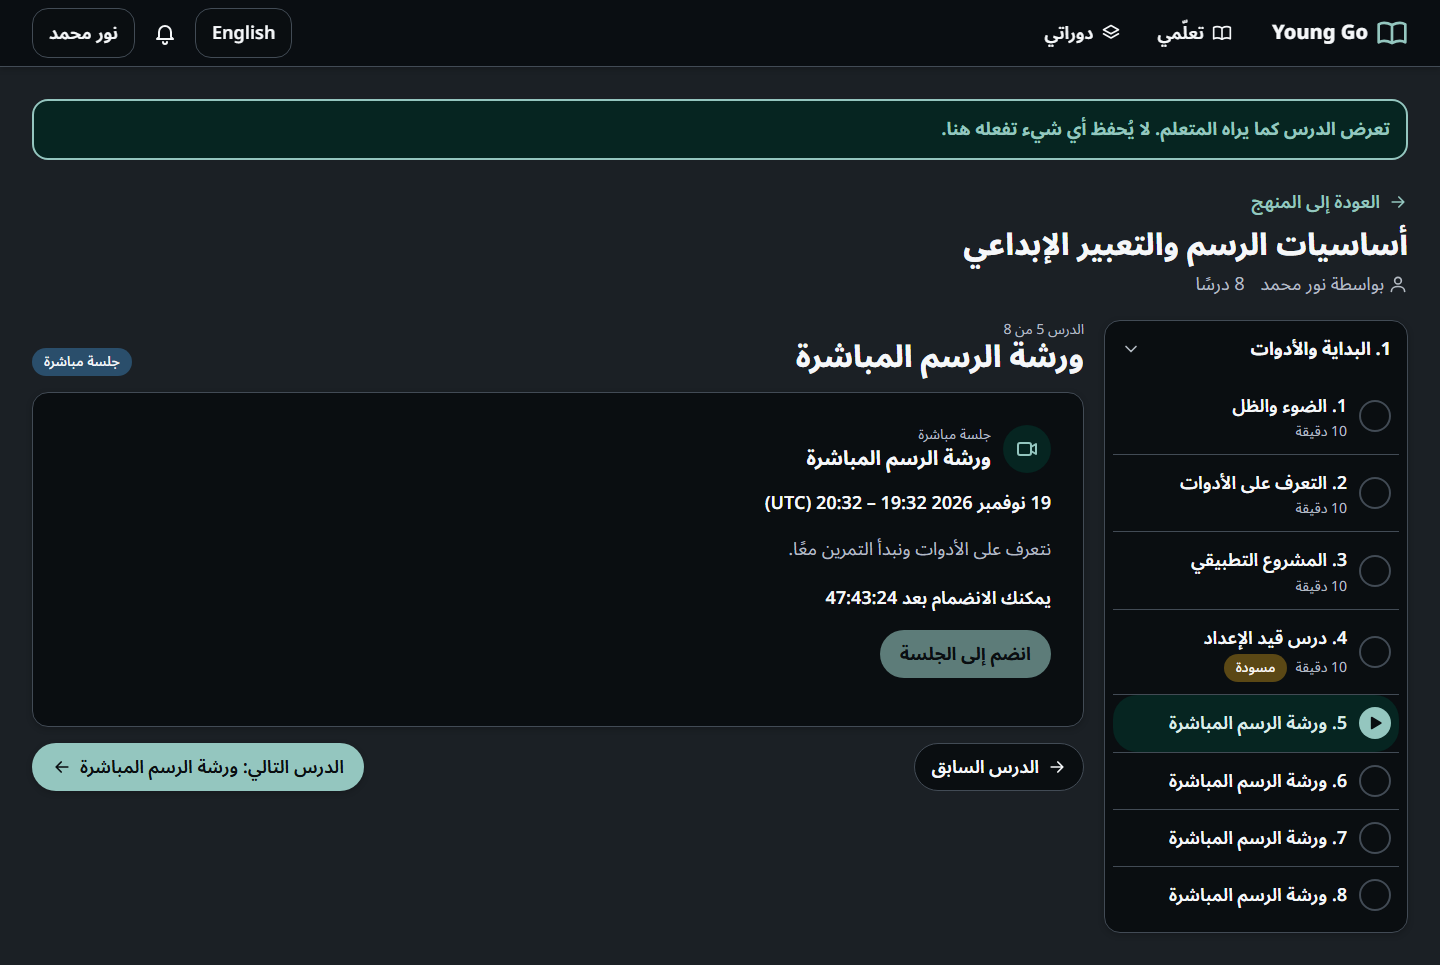 Young Go
تعلّمي
دوراتي
English
نور محمد
تعرض الدرس كما يراه المتعلم. لا يُحفظ أي شيء تفعله هنا.
العودة إلى المنهج
أساسيات الرسم والتعبير الإبداعي
بواسطة نور محمد 8 درسًا
1. البداية والأدوات
1. الضوء والظل
10 دقيقة
2. التعرف على الأدوات
10 دقيقة
3. المشروع التطبيقي
10 دقيقة
4. درس قيد الإعداد
10 دقيقة مسودة
5. ورشة الرسم المباشرة
6. ورشة الرسم المباشرة
7. ورشة الرسم المباشرة
8. ورشة الرسم المباشرة
الدرس 5 من 8
ورشة الرسم المباشرة
جلسة مباشرة
جلسة مباشرة
ورشة الرسم المباشرة
19 نوفمبر 2026 19:32 – 20:32 (UTC)
نتعرف على الأدوات ونبدأ التمرين معًا.
يمكنك الانضمام بعد 47:43:24
انضم إلى الجلسة
الدرس السابق
الدرس التالي: ورشة الرسم المباشرة